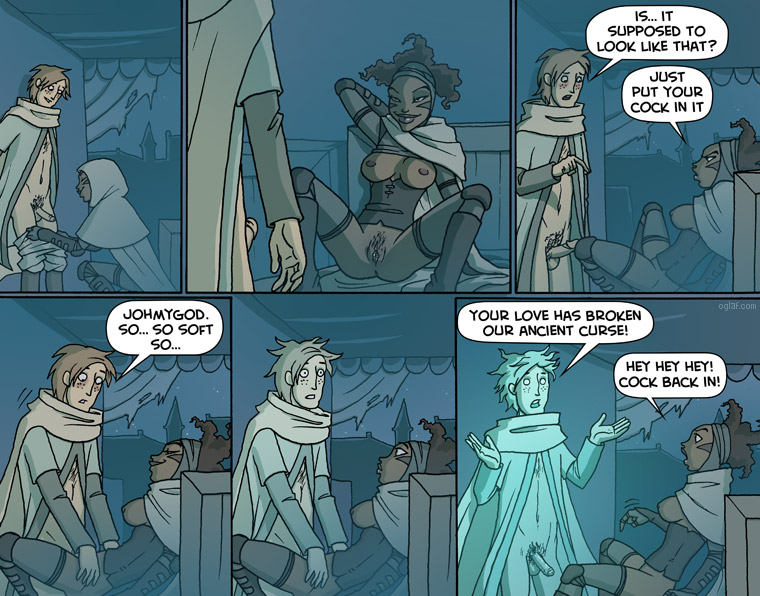 IS... IT
SUPPOSED TO
LOOK LIKE THAT?
JUST
PUT YOUR
COCK IN IT
JOHMYGOD.
SO... SO SOFT
SO...
oglaf.com
YOUR LOVE HAS BROKEN
OUR ANCIENT CURSE!
HEY HEY HEY!
COCK BACK IN!